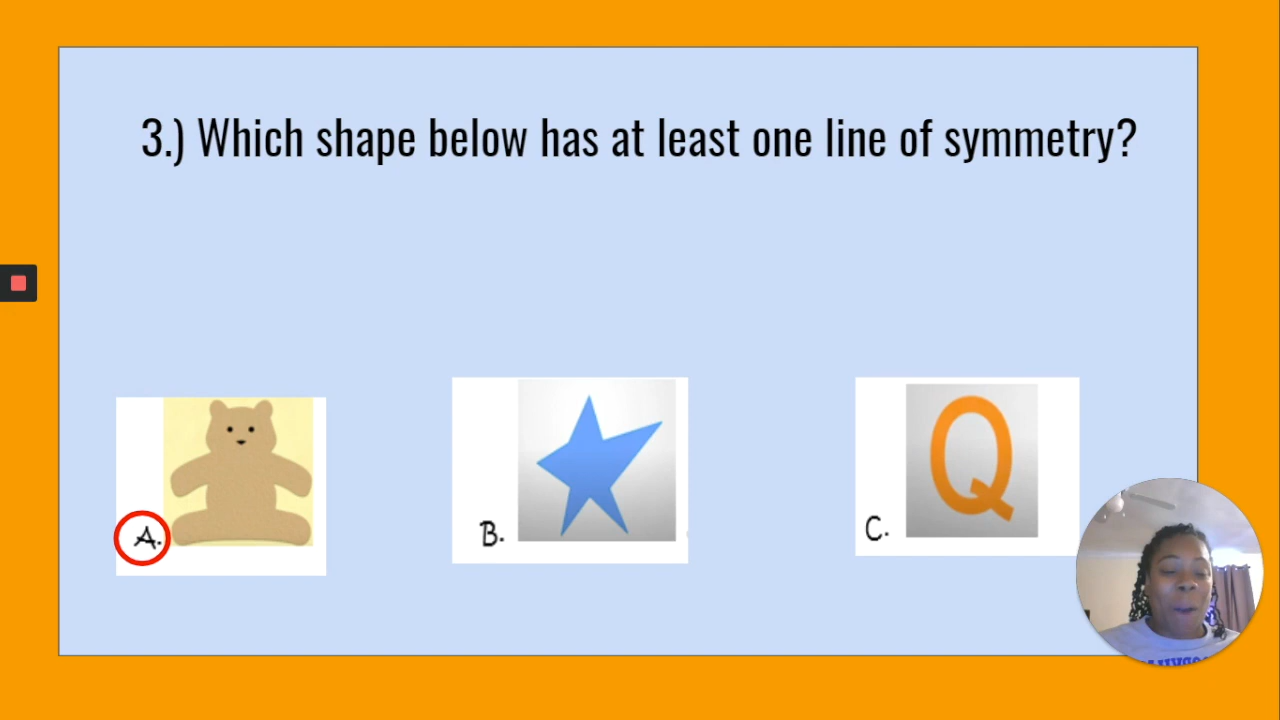 3.) Which shape below has at least one line of symmetry?
A.
B.
C.
Q